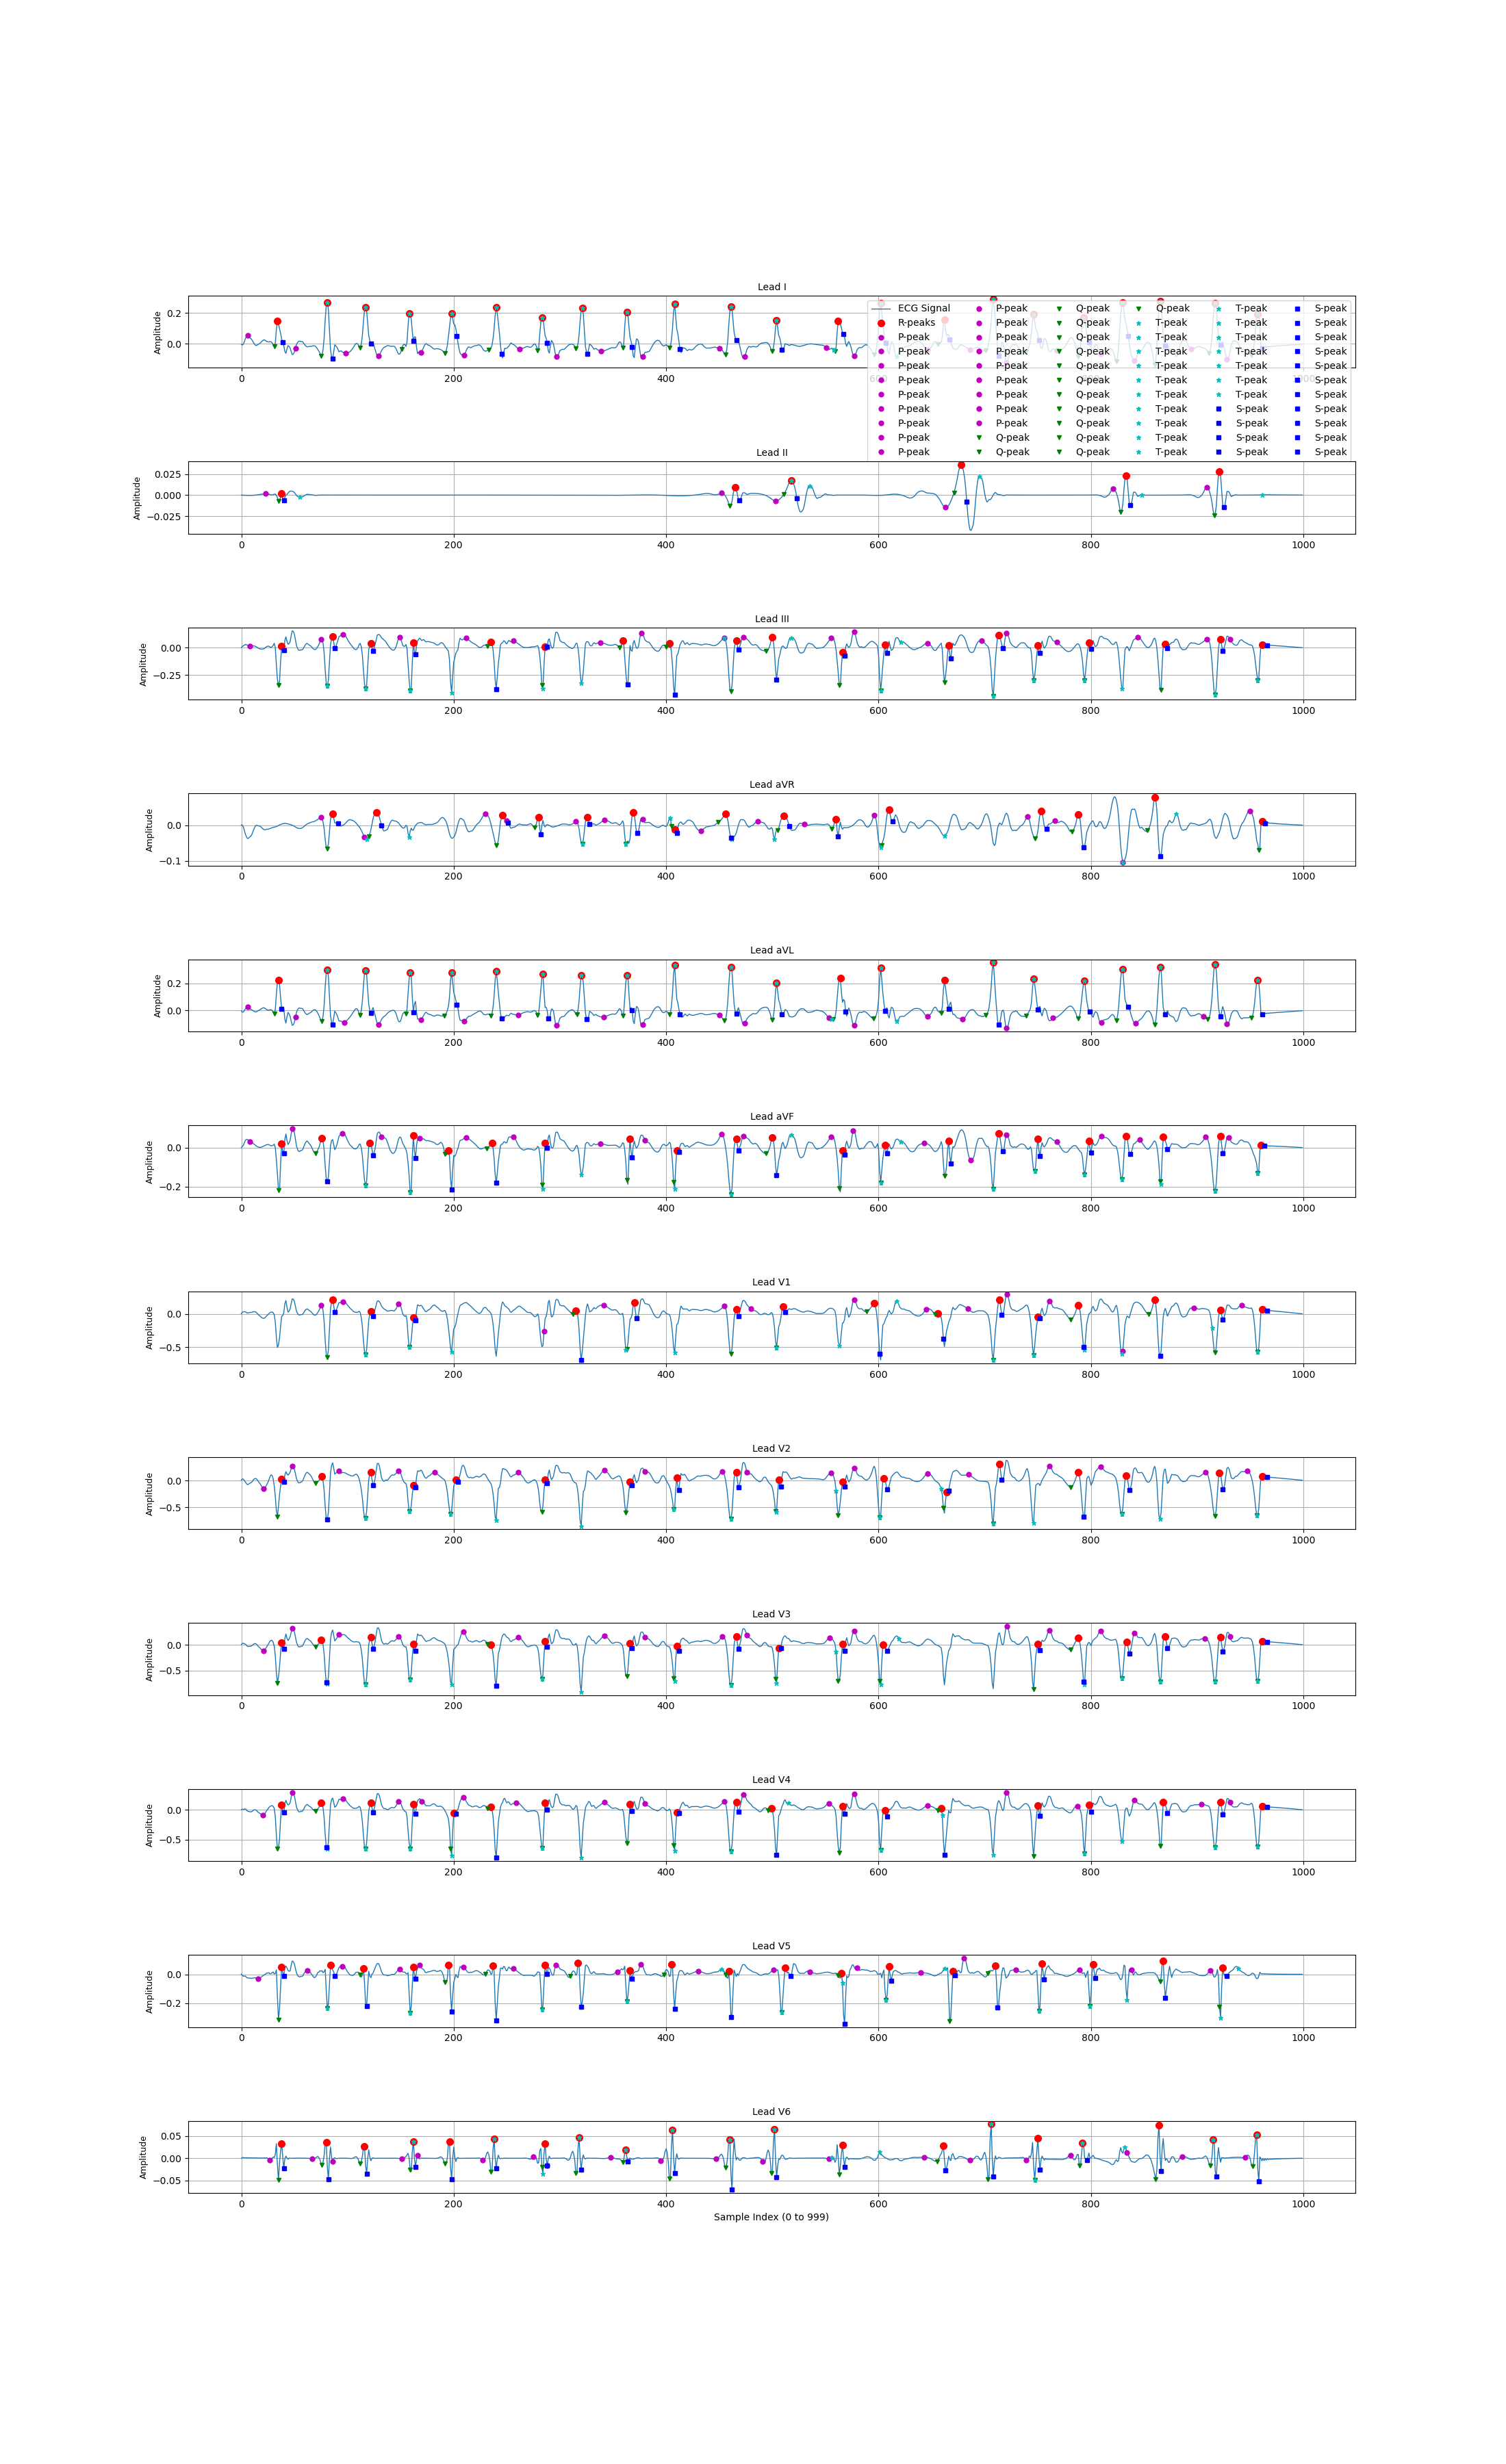 Lead I
Amplitude
0.2
0.0
0 200 400
ECG Signal P-peak Q-peak Q-peak T-peak S-peak
R-peaks P-peak Q-peak T-peak T-peak S-peak
P-peak P-peak Q-peak T-peak T-peak S-peak
P-peak P-peak Q-peak T-peak T-peak S-peak
P-peak P-peak Q-peak T-peak T-peak S-peak
P-peak P-peak Q-peak T-peak T-peak S-peak
P-peak P-peak Q-peak T-peak T-peak S-peak
P-peak P-peak Q-peak T-peak S-peak S-peak
P-peak P-peak Q-peak T-peak S-peak S-peak
P-peak Q-peak Q-peak T-peak S-peak S-peak
P-peak Q-peak Q-peak T-peak S-peak S-peak
Lead II
Amplitude
0.025
0.000
−0.025
0 200 400 600 800 1000
Lead III
Amplitude
0.00
−0.25
0 200 400 600 800 1000
Lead aVR
Amplitude
0.0
−0.1
0 200 400 600 800 1000
Lead aVL
Amplitude
0.2
0.0
0 200 400 600 800 1000
Lead aVF
Amplitude
0.0
−0.2
0 200 400 600 800 1000
Lead V1
Amplitude
0.0
−0.5
0 200 400 600 800 1000
Lead V2
Amplitude
0.0
−0.5
0 200 400 600 800 1000
Lead V3
Amplitude
0.0
−0.5
0 200 400 600 800 1000
Lead V4
Amplitude
0.0
−0.5
0 200 400 600 800 1000
Lead V5
Amplitude
0.0
−0.2
0 200 400 600 800 1000
Lead V6
Amplitude
0.05
0.00
−0.05
0 200 400 600 800 1000
Sample Index (0 to 999)